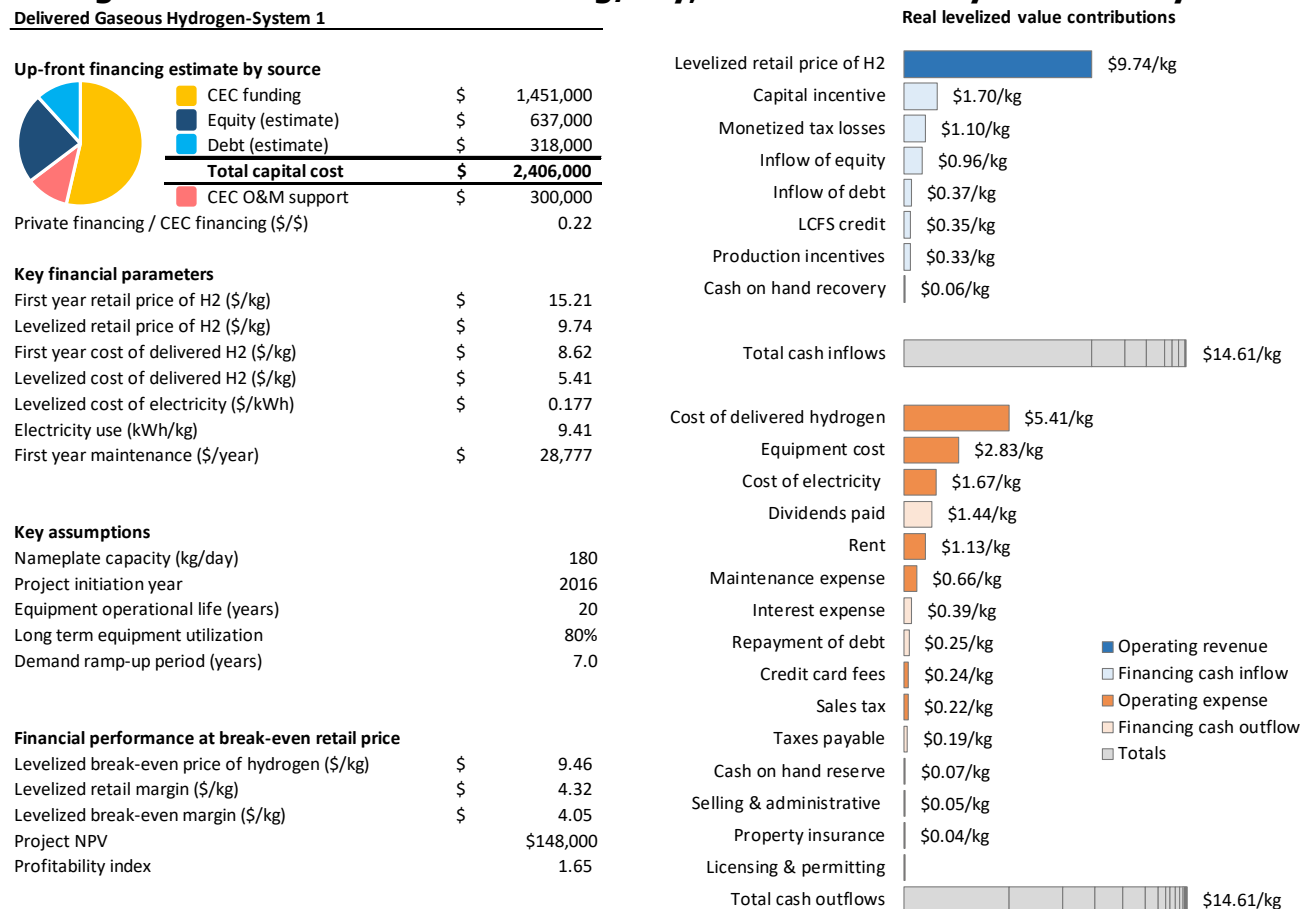 Delivered Gaseous Hydrogen-System 1
Up-front financing estimate by source
CEC funding $ 1,451,000
Equity (estimate) $ 637,000
Debt (estimate) $ 318,000
Total capital cost $ 2,406,000
CEC O&M support $ 300,000
Private financing / CEC financing ($/$) 0.22
Key financial parameters
First year retail price of H2 ($/kg) $ 15.21
Levelized retail price of H2 ($/kg) $ 9.74
First year cost of delivered H2 ($/kg) $ 8.62
Levelized cost of delivered H2 ($/kg) $ 5.41
Levelized cost of electricity ($/kWh) $ 0.177
Electricity use (kWh/kg) 9.41
First year maintenance ($/year) $ 28,777
Key assumptions
Nameplate capacity (kg/day) 180
Project initiation year 2016
Equipment operational life (years) 20
Long term equipment utilization 80%
Demand ramp-up period (years) 7.0
Financial performance at break-even retail price
Levelized break-even price of hydrogen ($/kg) $ 9.46
Levelized retail margin ($/kg) $ 4.32
Levelized break-even margin ($/kg) $ 4.05
Project NPV $148,000
Profitability index 1.65
Real levelized value contributions
Levelized retail price of H2 $9.74/kg
Capital incentive $1.70/kg
Monetized tax losses $1.10/kg
Inflow of equity $0.96/kg
Inflow of debt $0.37/kg
LCFS credit $0.35/kg
Production incentives $0.33/kg
Cash on hand recovery $0.06/kg
Total cash inflows $14.61/kg
Cost of delivered hydrogen $5.41/kg
Equipment cost $2.83/kg
Cost of electricity $1.67/kg
Dividends paid $1.44/kg
Rent $1.13/kg
Maintenance expense $0.66/kg
Interest expense $0.39/kg
Repayment of debt $0.25/kg
Credit card fees $0.24/kg
Sales tax $0.22/kg
Taxes payable $0.19/kg
Cash on hand reserve $0.07/kg
Selling & administrative $0.05/kg
Property insurance $0.04/kg
Licensing & permitting
Total cash outflows $14.61/kg
Operating revenue
Financing cash inflow
Operating expense
Financing cash outflow
Totals